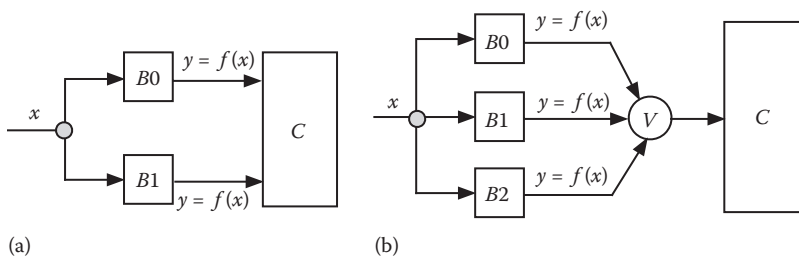 x
B0
y = f(x)
B1
y = f(x)
C
(a)
x
B0
y = f(x)
B1
y = f(x)
B2
y = f(x)
V
C
(b)